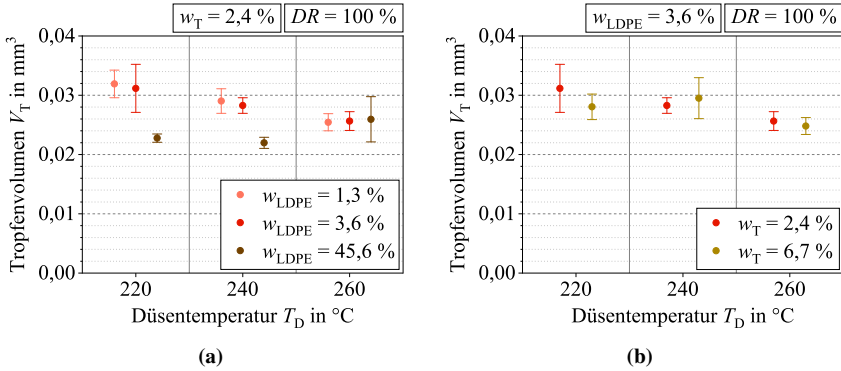 w_T = 2,4 % DR = 100 %
0,04
0,03
0,02
0,01
0,00
Tropfenvolumen V_T in mm³
w_LDPE = 1,3 %
w_LDPE = 3,6 %
w_LDPE = 45,6 %
220 240 260
Düsentemperatur T_D in °C
(a)
w_LDPE = 3,6 % DR = 100 %
0,04
0,03
0,02
0,01
0,00
Tropfenvolumen V_T in mm³
w_T = 2,4 %
w_T = 6,7 %
220 240 260
Düsentemperatur T_D in °C
(b)